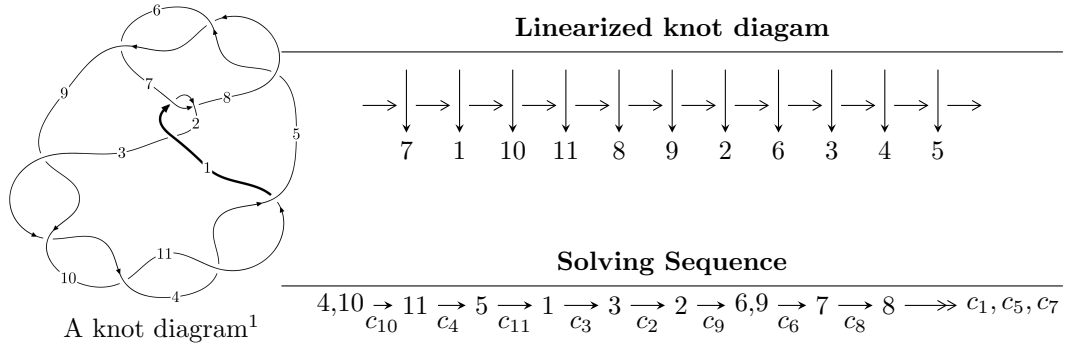 6
Linearized knot diagam
7
9
8
2
5
3
1
7 1 10 11 8 9 2 6 3 4 5
11
10
4
Solving Sequence
4,10 → 11 → 5 → 1 → 3 → 2 → 6,9 → 7 → 8 →→ c1, c5, c7
c10 c4 c11 c3 c2 c9 c6 c8
A knot diagram1